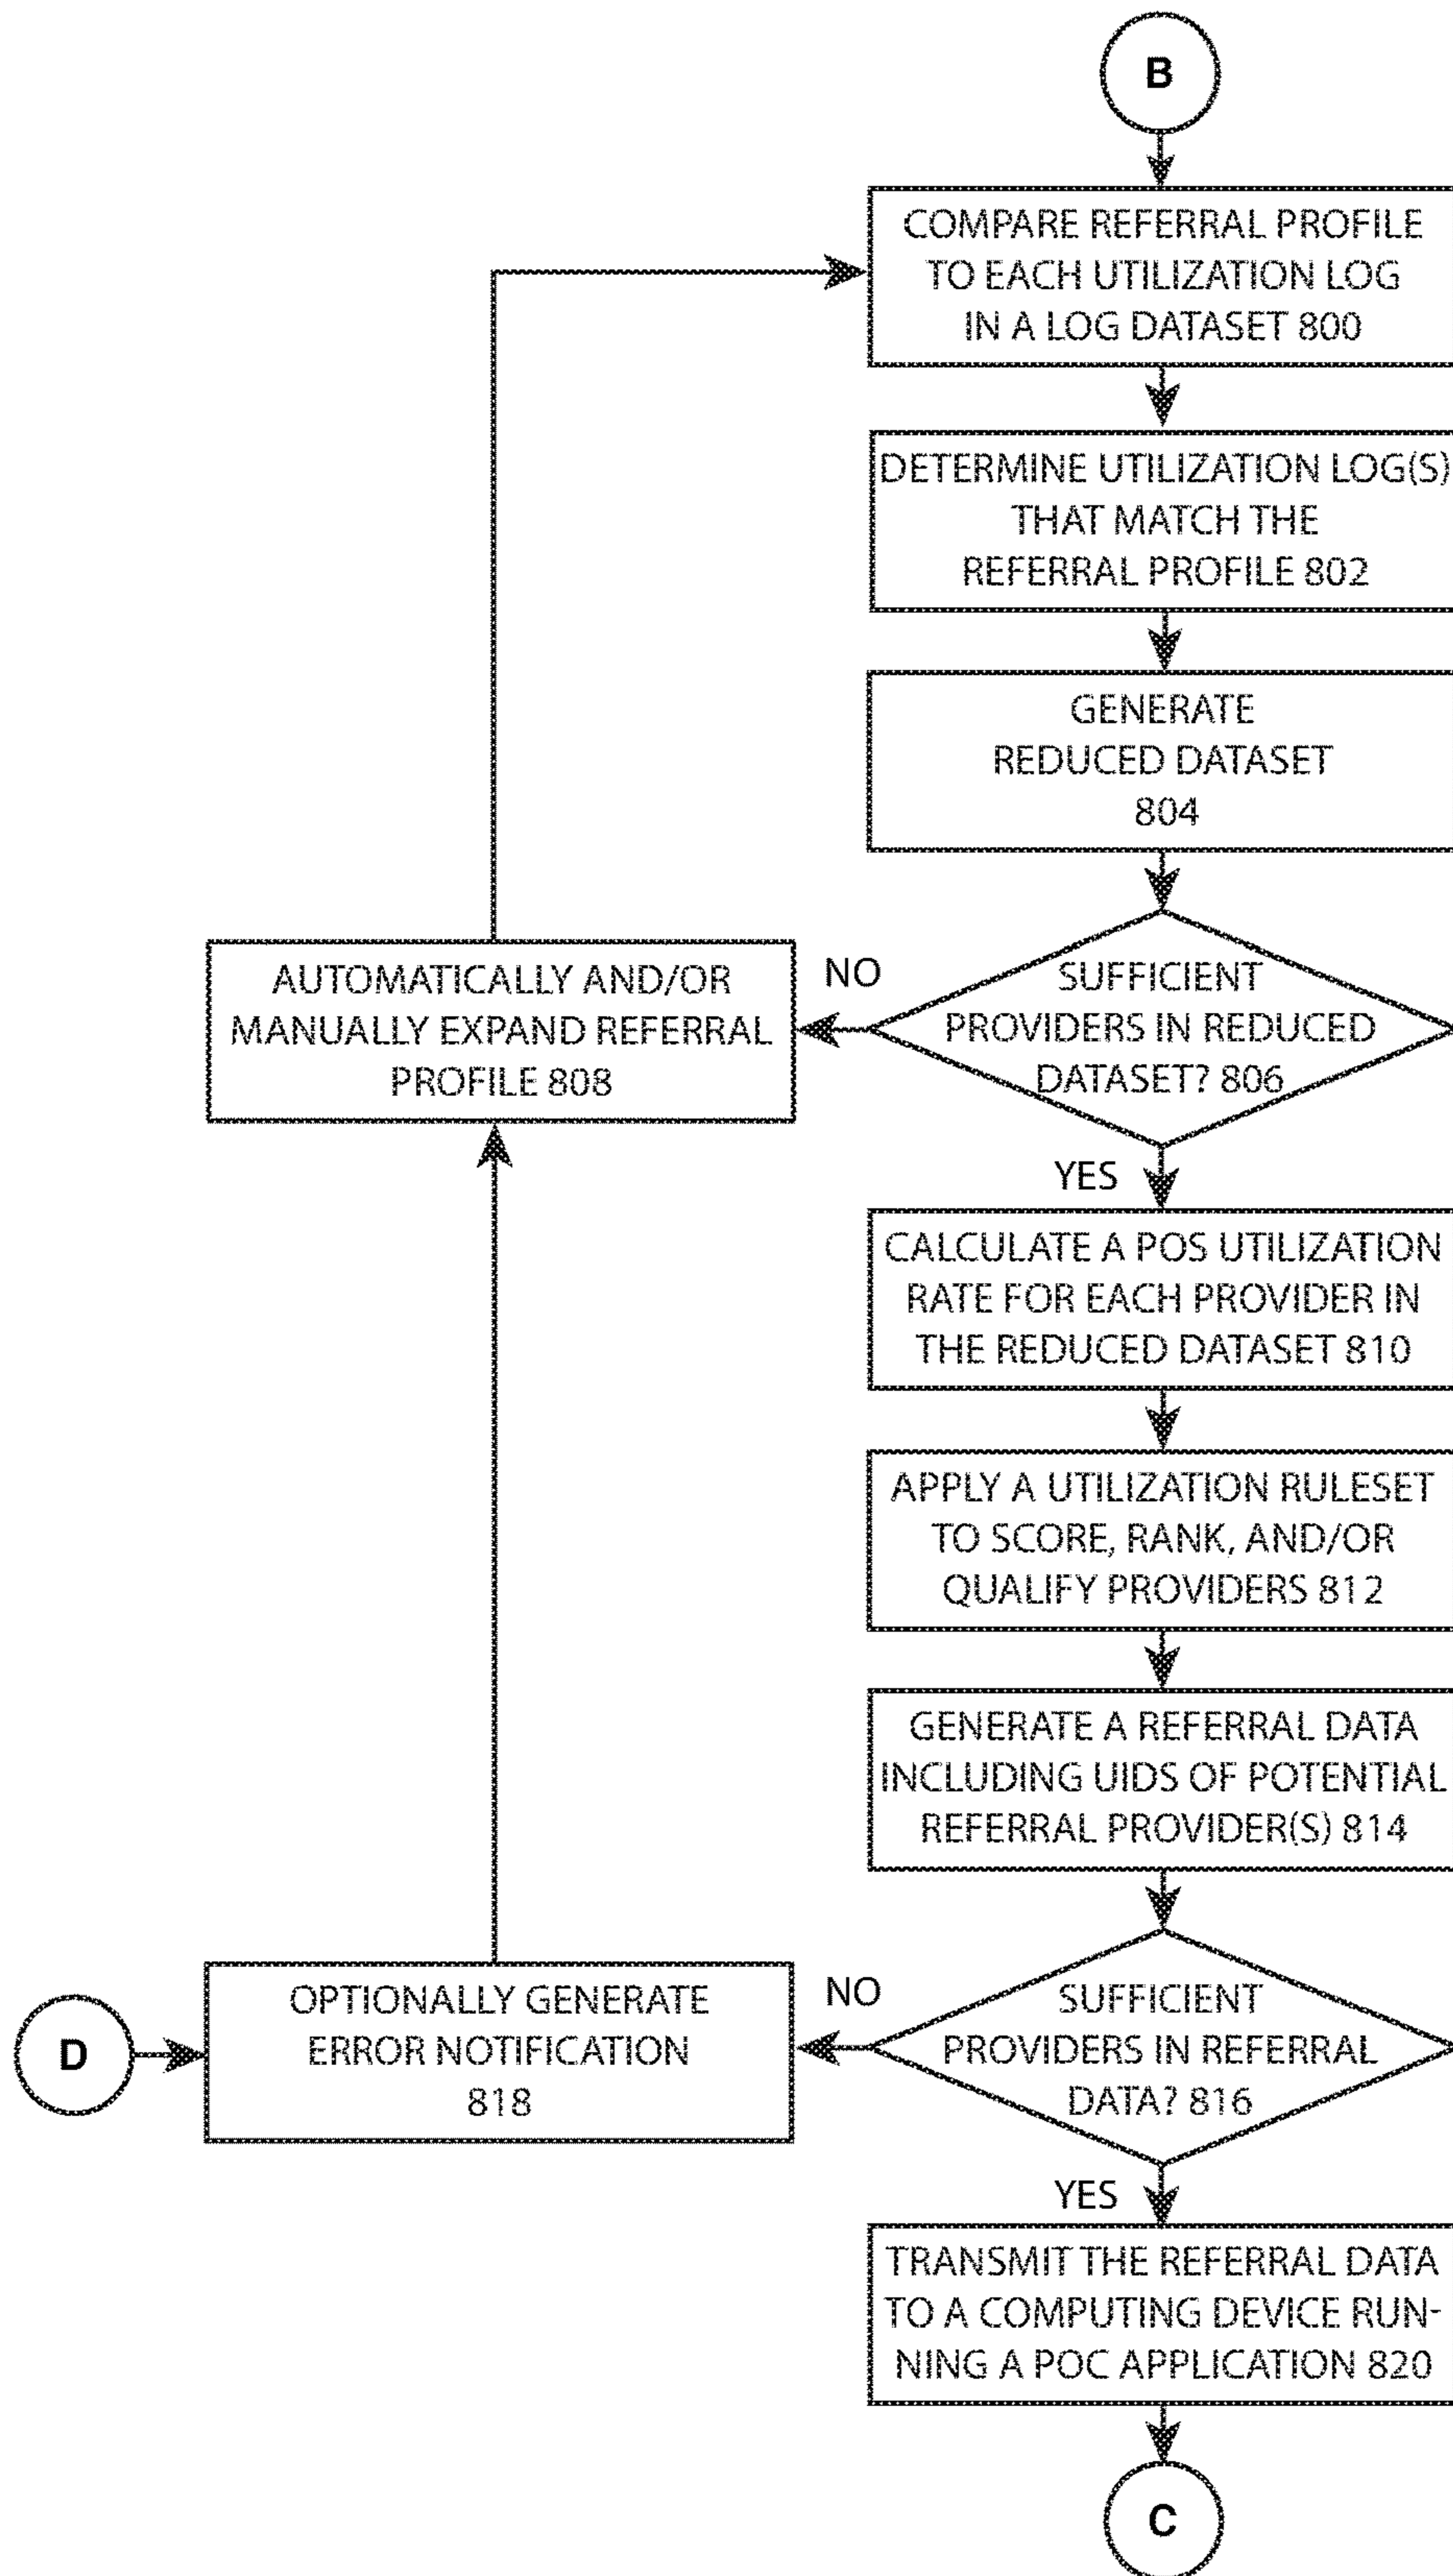 B
COMPARE REFERRAL PROFILE
TO EACH UTILIZATION LOG
IN A LOG DATASET 800
DETERMINE UTILIZATION LOG(S)
THAT MATCH THE
REFERRAL PROFILE 802
GENERATE
REDUCED DATASET
804
SUFFICIENT
PROVIDERS IN REDUCED
DATASET? 806
NO
AUTOMATICALLY AND/OR
MANUALLY EXPAND REFERRAL
PROFILE 808
YES
CALCULATE A POS UTILIZATION
RATE FOR EACH PROVIDER IN
THE REDUCED DATASET 810
APPLY A UTILIZATION RULESET
TO SCORE, RANK, AND/OR
QUALIFY PROVIDERS 812
GENERATE A REFERRAL DATA
INCLUDING UIDS OF POTENTIAL
REFERRAL PROVIDER(S) 814
SUFFICIENT
PROVIDERS IN REFERRAL
DATA? 816
NO
OPTIONALLY GENERATE
ERROR NOTIFICATION
818
D
YES
TRANSMIT THE REFERRAL DATA
TO A COMPUTING DEVICE RUN-
NING A POC APPLICATION 820
C